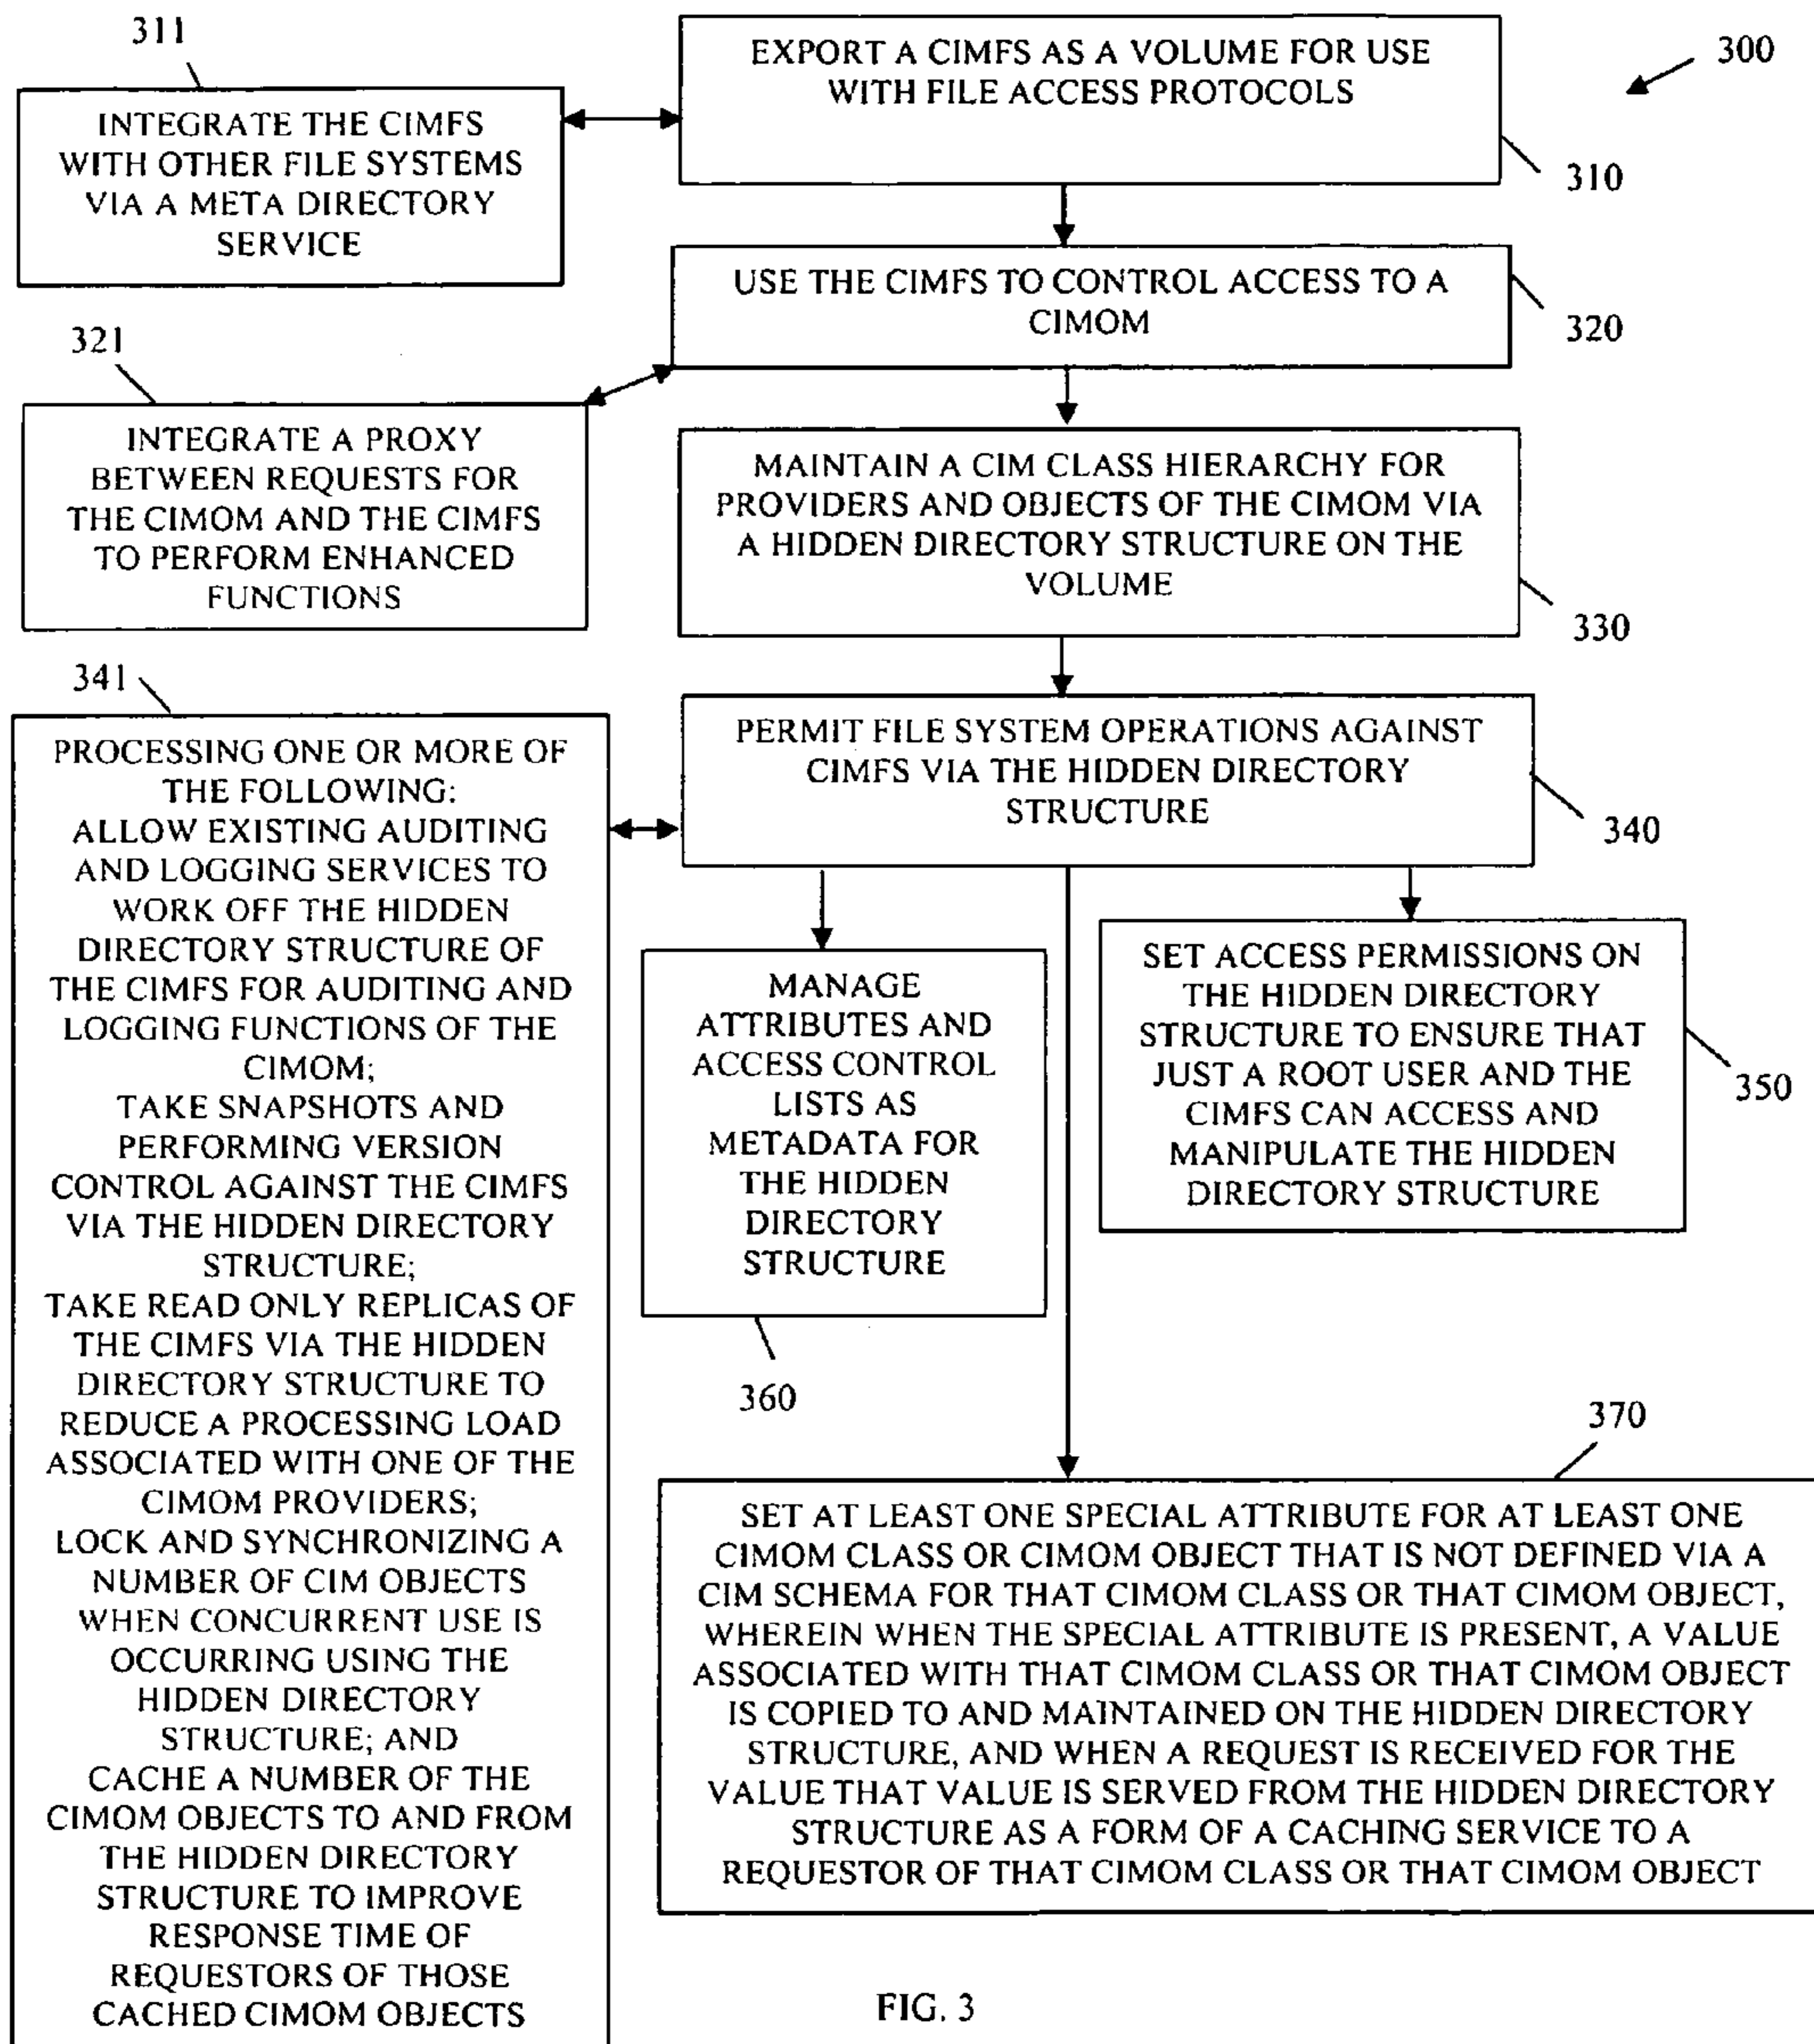 311
EXPORT A CIMFS AS A VOLUME FOR USE
WITH FILE ACCESS PROTOCOLS
300
INTEGRATE THE CIMFS
WITH OTHER FILE SYSTEMS
VIA A META DIRECTORY
SERVICE
310
USE THE CIMFS TO CONTROL ACCESS TO A
CIMOM
320
321
INTEGRATE A PROXY
BETWEEN REQUESTS FOR
THE CIMOM AND THE CIMFS
TO PERFORM ENHANCED
FUNCTIONS
MAINTAIN A CIM CLASS HIERARCHY FOR
PROVIDERS AND OBJECTS OF THE CIMOM VIA
A HIDDEN DIRECTORY STRUCTURE ON THE
VOLUME
330
341
PROCESSING ONE OR MORE OF
THE FOLLOWING:
ALLOW EXISTING AUDITING
AND LOGGING SERVICES TO
WORK OFF THE HIDDEN
DIRECTORY STRUCTURE OF
THE CIMFS FOR AUDITING AND
LOGGING FUNCTIONS OF THE
CIMOM;
TAKE SNAPSHOTS AND
PERFORMING VERSION
CONTROL AGAINST THE CIMFS
VIA THE HIDDEN DIRECTORY
STRUCTURE;
TAKE READ ONLY REPLICAS OF
THE CIMFS VIA THE HIDDEN
DIRECTORY STRUCTURE TO
REDUCE A PROCESSING LOAD
ASSOCIATED WITH ONE OF THE
CIMOM PROVIDERS;
LOCK AND SYNCHRONIZING A
NUMBER OF CIM OBJECTS
WHEN CONCURRENT USE IS
OCCURRING USING THE
HIDDEN DIRECTORY
STRUCTURE; AND
CACHE A NUMBER OF THE
CIMOM OBJECTS TO AND FROM
THE HIDDEN DIRECTORY
STRUCTURE TO IMPROVE
RESPONSE TIME OF
REQUESTORS OF THOSE
CACHED CIMOM OBJECTS
PERMIT FILE SYSTEM OPERATIONS AGAINST
CIMFS VIA THE HIDDEN DIRECTORY
STRUCTURE
340
MANAGE
ATTRIBUTES AND
ACCESS CONTROL
LISTS AS
METADATA FOR
THE HIDDEN
DIRECTORY
STRUCTURE
360
SET ACCESS PERMISSIONS ON
THE HIDDEN DIRECTORY
STRUCTURE TO ENSURE THAT
JUST A ROOT USER AND THE
CIMFS CAN ACCESS AND
MANIPULATE THE HIDDEN
DIRECTORY STRUCTURE
350
370
SET AT LEAST ONE SPECIAL ATTRIBUTE FOR AT LEAST ONE
CIMOM CLASS OR CIMOM OBJECT THAT IS NOT DEFINED VIA A
CIM SCHEMA FOR THAT CIMOM CLASS OR THAT CIMOM OBJECT,
WHEREIN WHEN THE SPECIAL ATTRIBUTE IS PRESENT, A VALUE
ASSOCIATED WITH THAT CIMOM CLASS OR THAT CIMOM OBJECT
IS COPIED TO AND MAINTAINED ON THE HIDDEN DIRECTORY
STRUCTURE, AND WHEN A REQUEST IS RECEIVED FOR THE
VALUE THAT VALUE IS SERVED FROM THE HIDDEN DIRECTORY
STRUCTURE AS A FORM OF A CACHING SERVICE TO A
REQUESTOR OF THAT CIMOM CLASS OR THAT CIMOM OBJECT
FIG. 3